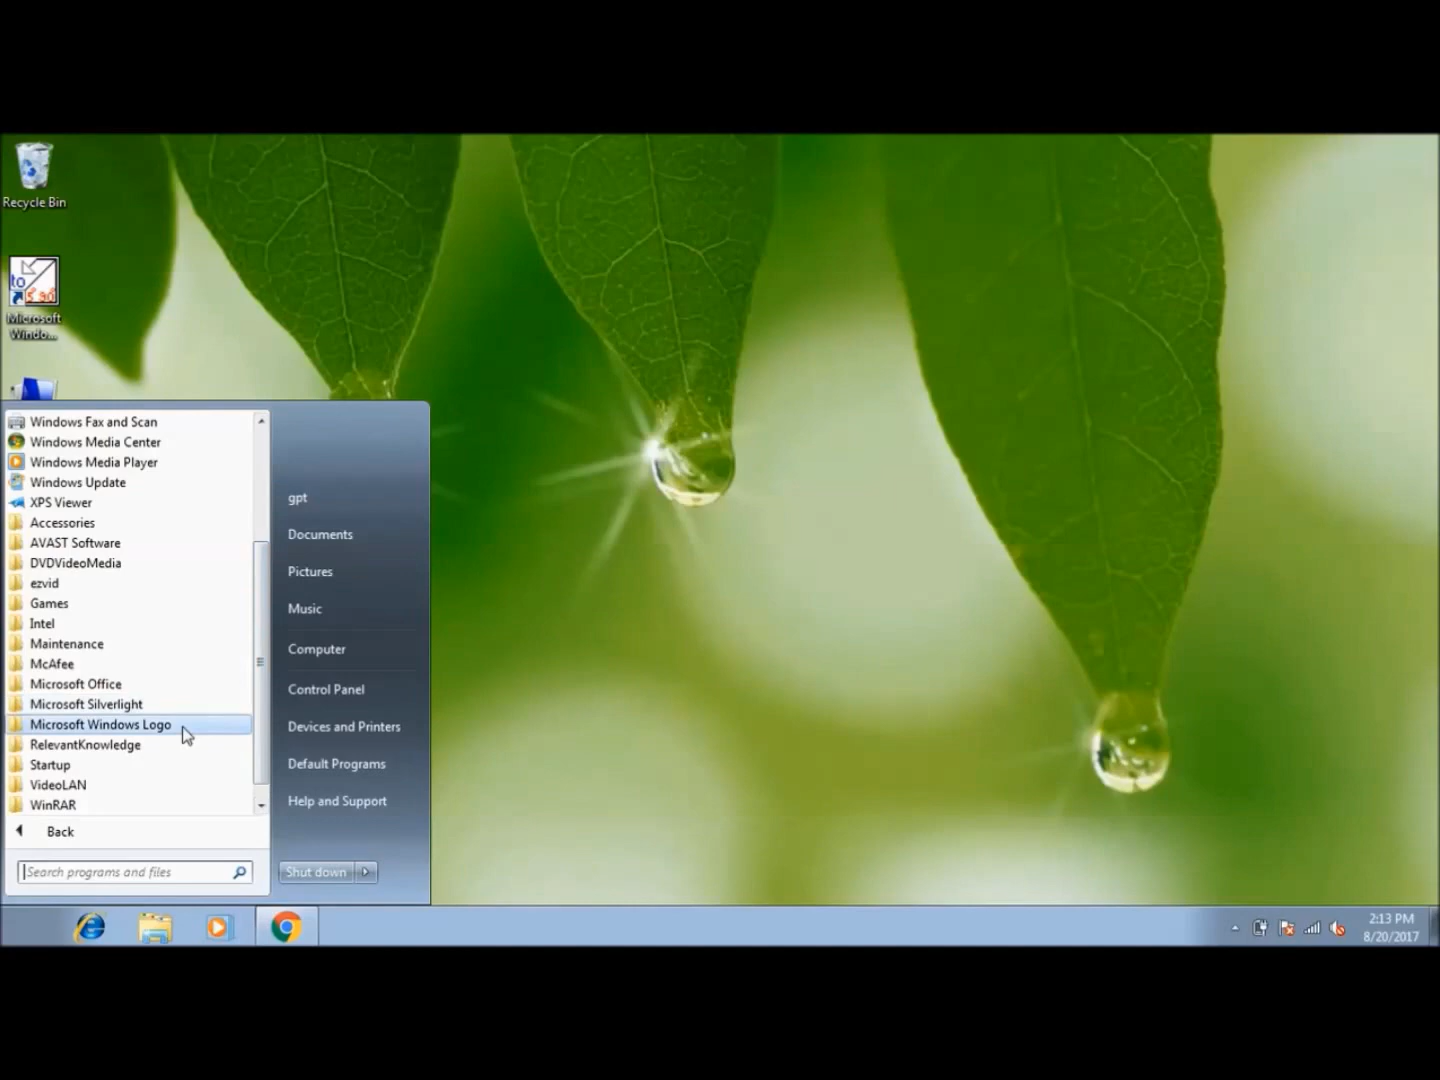 Recycle Bin
Microsoft
Windo...
Windows Fax and Scan
Windows Media Center
Windows Media Player
Windows Update
XPS Viewer
Accessories
AVAST Software
DVDVideoMedia
ezvid
Games
Intel
Maintenance
McAfee
Microsoft Office
Microsoft Silverlight
Microsoft Windows Logo
RelevantKnowledge
Startup
VideoLAN
WinRAR
Back
Search programs and files
gpt
Documents
Pictures
Music
Computer
Control Panel
Devices and Printers
Default Programs
Help and Support
Shut down
2:13 PM
8/20/2017